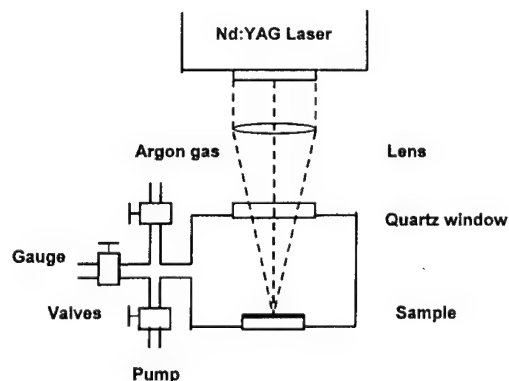 Nd:YAG Laser
Argon gas
Lens
Quartz window
Gauge
Valves
Sample
Pump